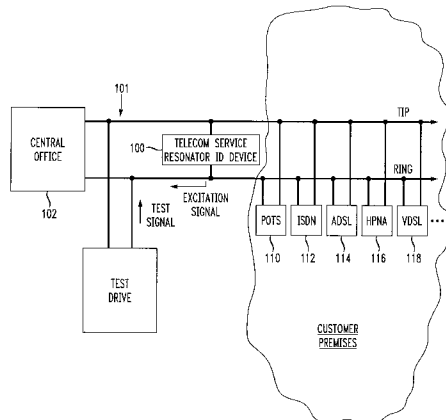 101
TIP
CENTRAL
OFFICE
100
TELECOM SERVICE
RESONATOR ID DEVICE
RING
102
TEST
SIGNAL
EXCITATION
SIGNAL
POTS
ISDN
ADSL
HPNA
VDSL
110
112
114
116
118
TEST
DRIVE
CUSTOMER
PREMISES